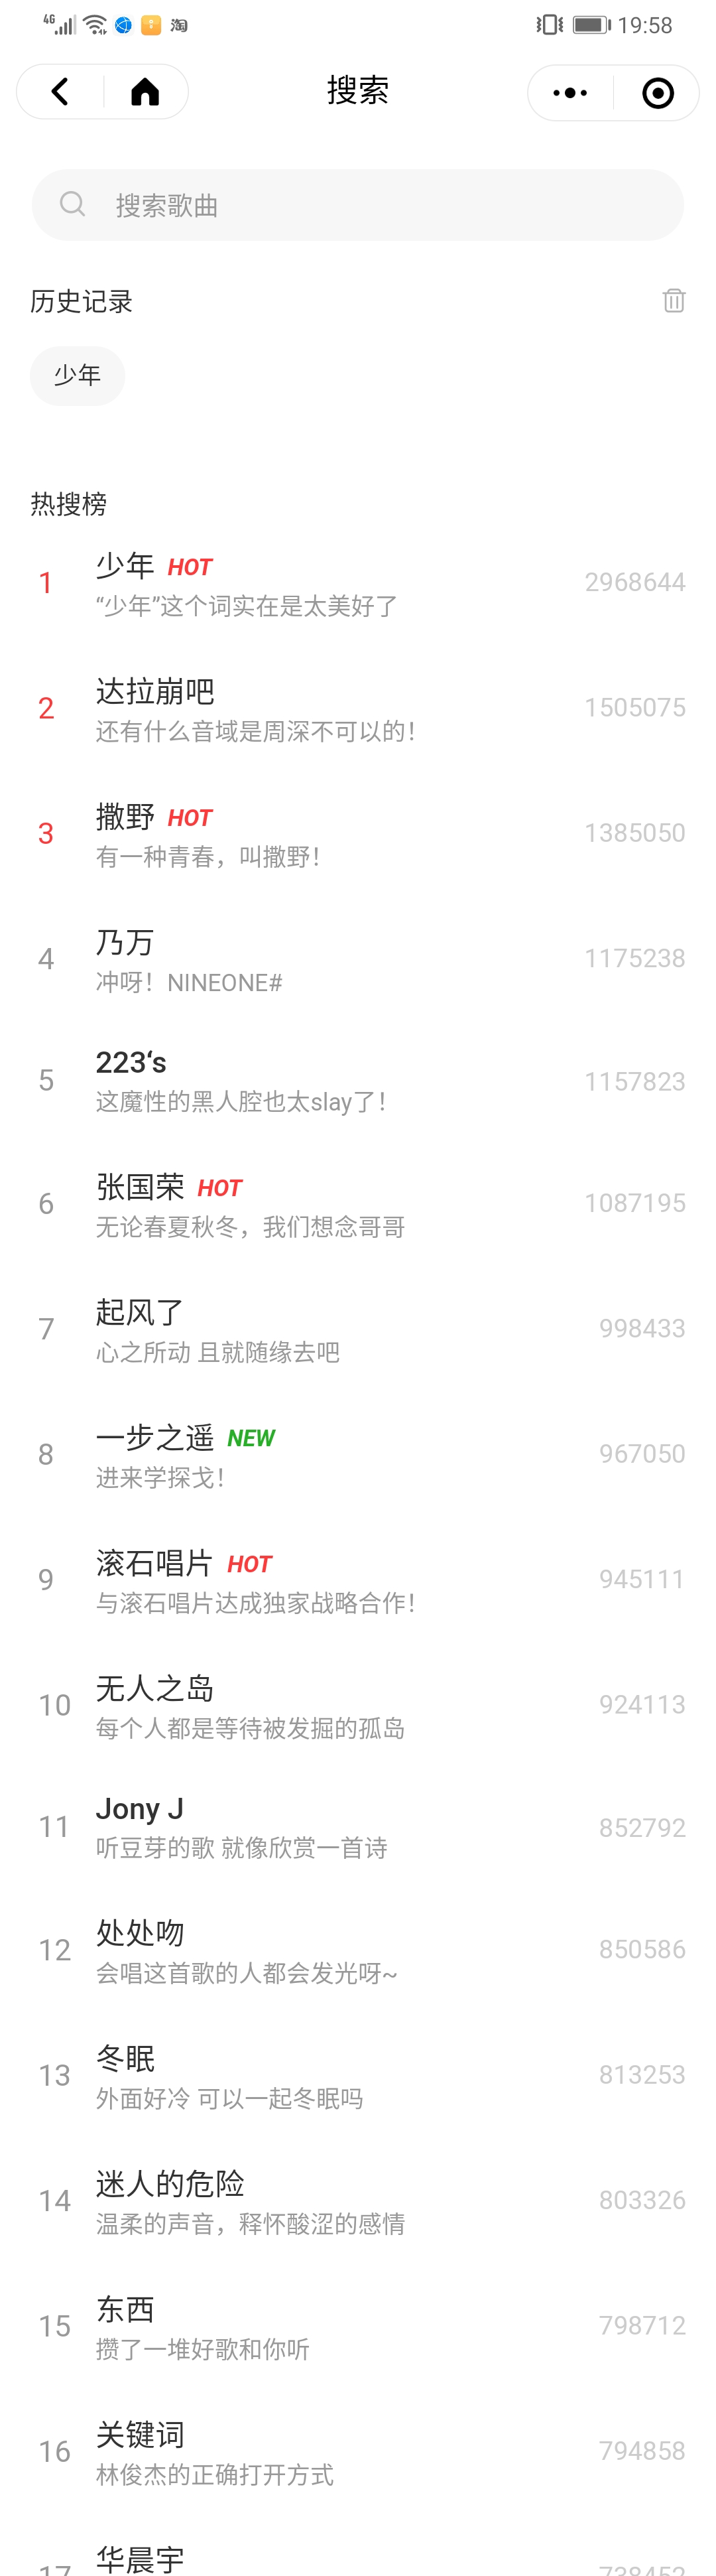 4G
淘
19:58
搜索
搜索歌曲
历史记录
少年
热搜榜
1
少年 HOT
2968644
“少年”这个词实在是太美好了
2
达拉崩吧
1505075
还有什么音域是周深不可以的！
3
撒野 HOT
1385050
有一种青春，叫撒野！
4
乃万
1175238
冲呀！NINEONE#
5
223‘s
1157823
这魔性的黑人腔也太slay了！
6
张国荣 HOT
1087195
无论春夏秋冬，我们想念哥哥
7
起风了
998433
心之所动 且就随缘去吧
8
一步之遥 NEW
967050
进来学探戈！
9
滚石唱片 HOT
945111
与滚石唱片达成独家战略合作！
10
无人之岛
924113
每个人都是等待被发掘的孤岛
11
Jony J
852792
听豆芽的歌 就像欣赏一首诗
12
处处吻
850586
会唱这首歌的人都会发光呀~
13
冬眠
813253
外面好冷 可以一起冬眠吗
14
迷人的危险
803326
温柔的声音，释怀酸涩的感情
15
东西
798712
攒了一堆好歌和你听
16
关键词
794858
林俊杰的正确打开方式
17
华晨宇
738452